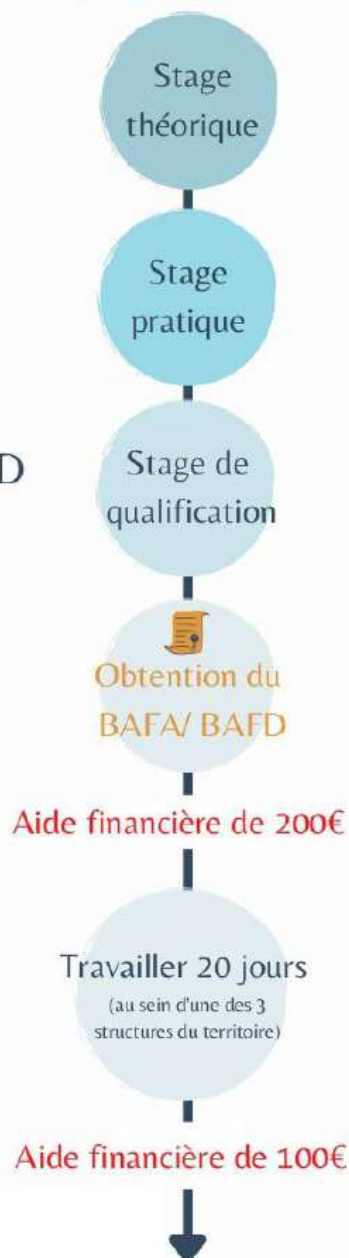 Stage
théorique
Stage
pratique
D
Stage de
qualification
Obtention du
BAFA/ BAFD
Aide financière de 200€
Travailler 20 jours
(au sein d'une des 3
structures du territoire)
Aide financière de 100€